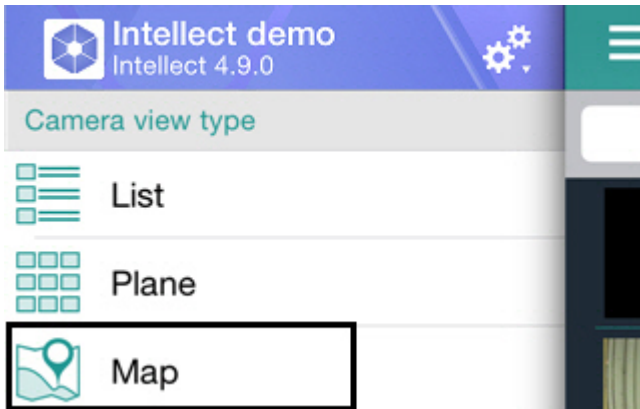 Intellect demo
Intellect 4.9.0
Camera view type
List
Plane
Map